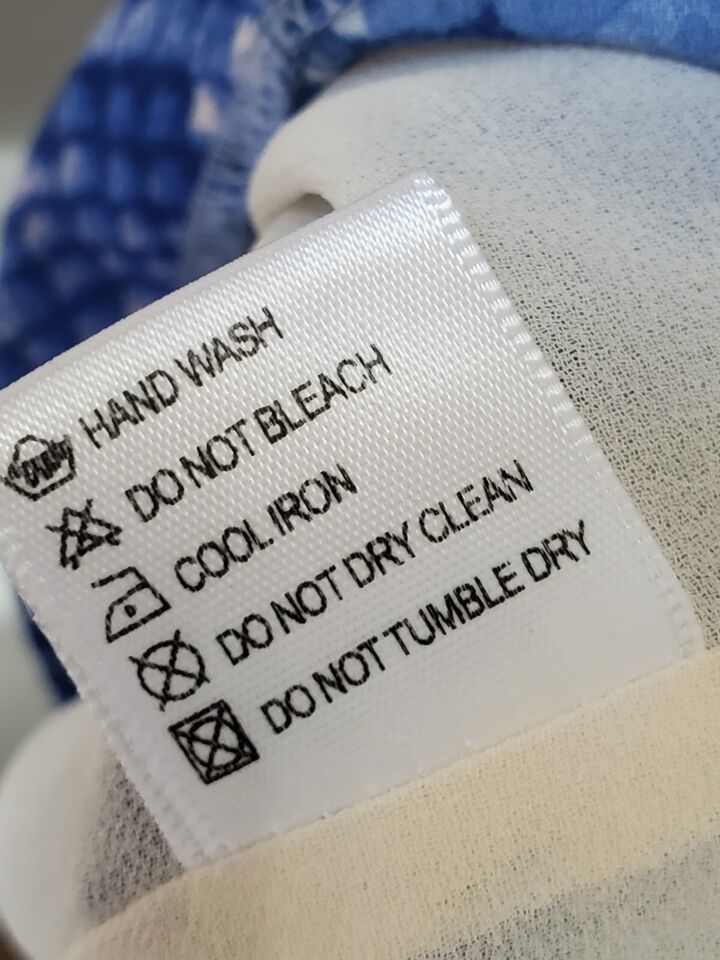 HAND WASH
DO NOT BLEACH
COOL IRON
DO NOT DRY CLEAN
DO NOT TUMBLE DRY